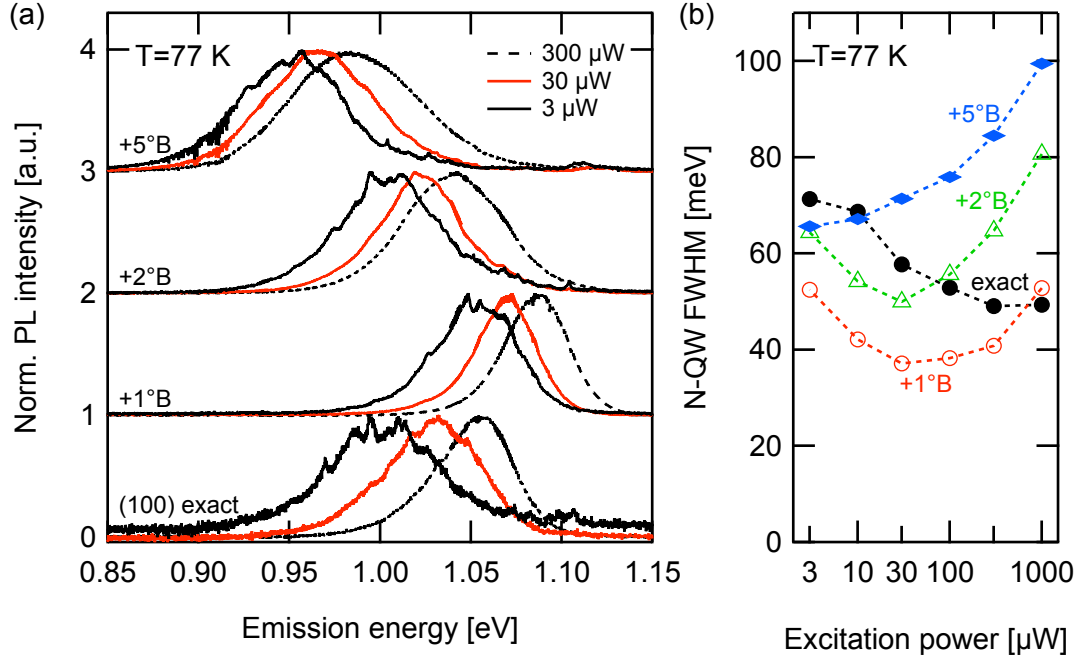 (a)
T=77 K
300 µW
30 µW
3 µW
+5°B
+2°B
+1°B
(100) exact
4
3
2
1
0
Norm. PL intensity [a.u.]
0.85 0.90 0.95 1.00 1.05 1.10 1.15
Emission energy [eV]
(b)
T=77 K
+5°B
+2°B
exact
+1°B
100
80
60
40
20
0
N-QW FWHM [meV]
3 10 30 100 1000
Excitation power [µW]